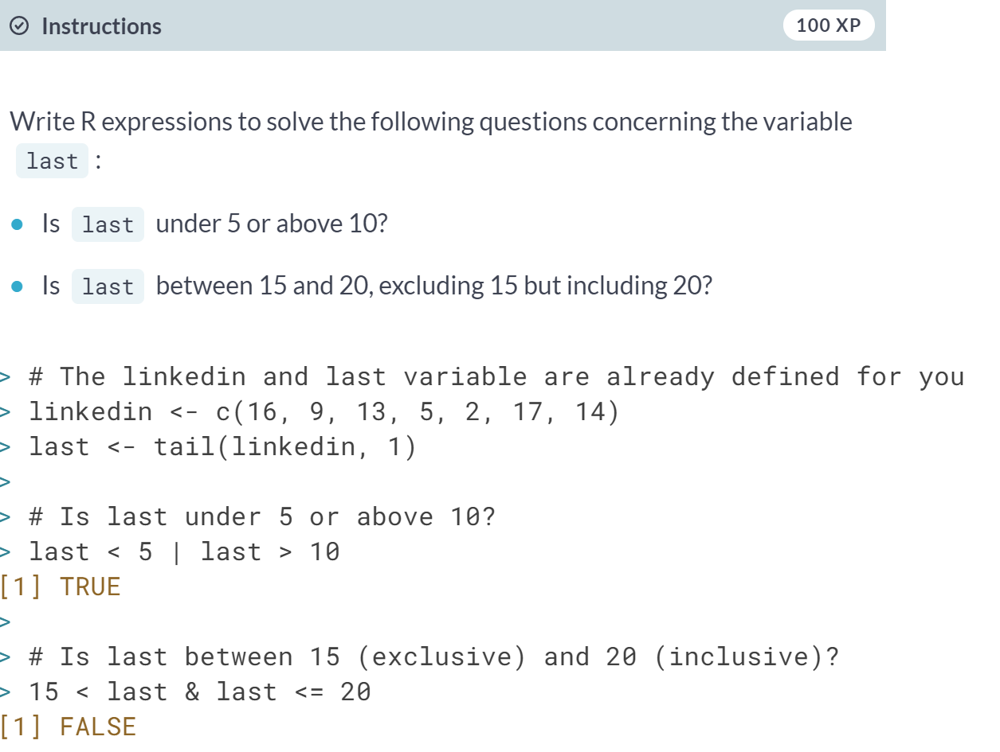 Instructions
100 XP
Write R expressions to solve the following questions concerning the variable
last :
Is last under 5 or above 10?
Is last between 15 and 20, excluding 15 but including 20?
> # The linkedin and last variable are already defined for you
> linkedin <- c(16, 9, 13, 5, 2, 17, 14)
> last <- tail(linkedin, 1)
>
> # Is last under 5 or above 10?
> last < 5 | last > 10
[1] TRUE
>
> # Is last between 15 (exclusive) and 20 (inclusive)?
> 15 < last & last <= 20
[1] FALSE